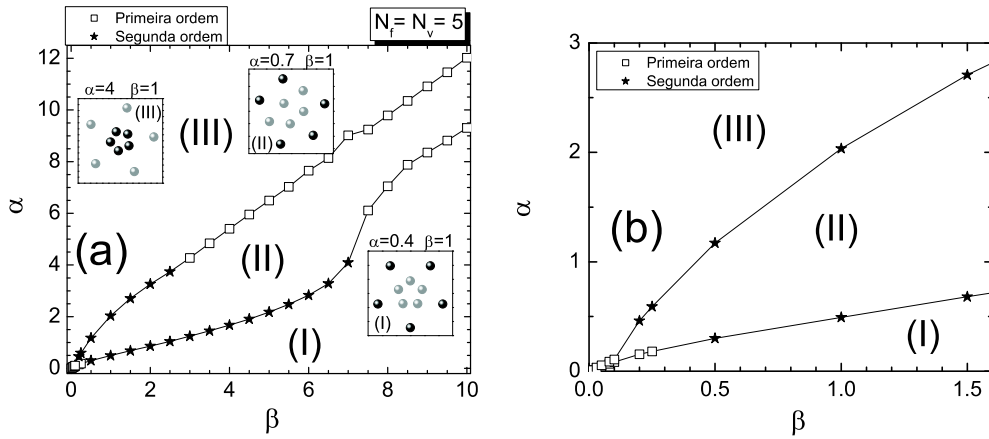 Primeira ordem
Segunda ordem
N_f = N_v = 5
α=4 β=1
(III)
α=0.7 β=1
(II)
(III)
(a)
(II)
α=0.4 β=1
(I)
(I)
12
10
8
6
4
2
0
α
0 2 4 6 8 10
β
Primeira ordem
Segunda ordem
(III)
(b)
(II)
(I)
3
2
1
0
α
0.0 0.5 1.0 1.5
β